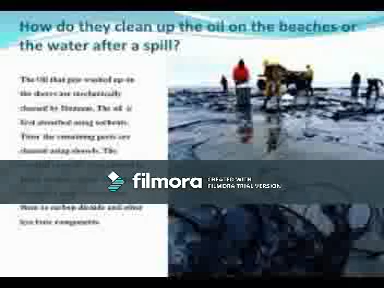 How do they clean up the oil on the beaches or
the water after a spill?
The Oil that gets washed up on
the shores are mechanically
cleaned by Humans. The oil is
first absorbed using sorbents.
Then the remaining parts are
cleaned using shovels. The
filmora
CREATED WITH
FILMORA TRIAL VERSION
them to carbon dioxide and other
less toxic components.